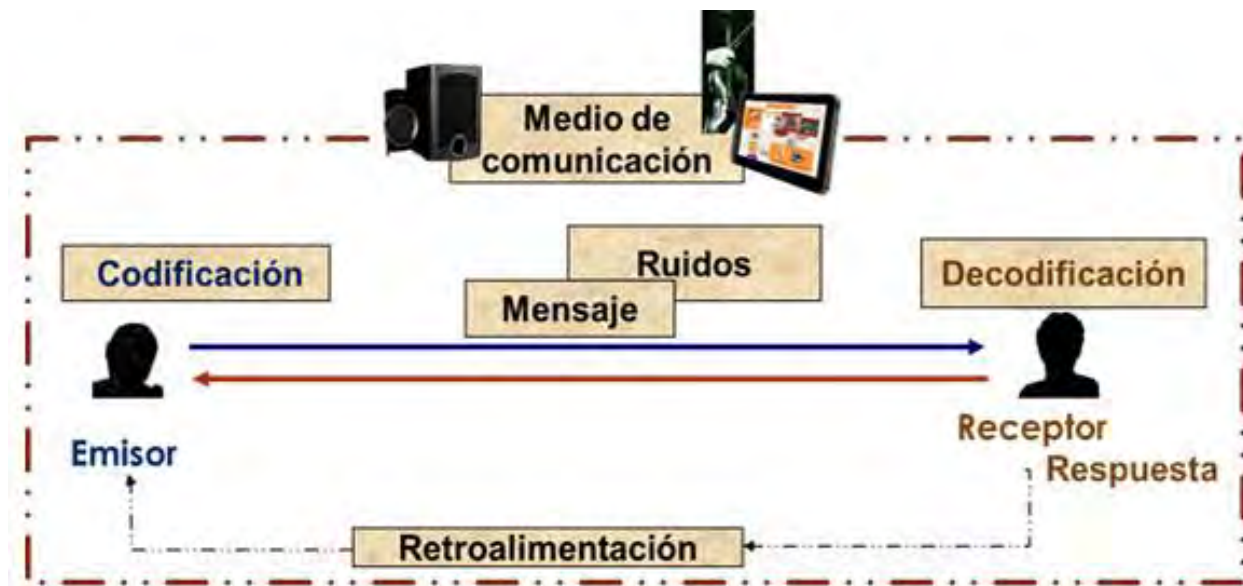 Medio de
comunicación
Codificación
Ruidos
Decodificación
Mensaje
Emisor
Receptor
Respuesta
Retroalimentación